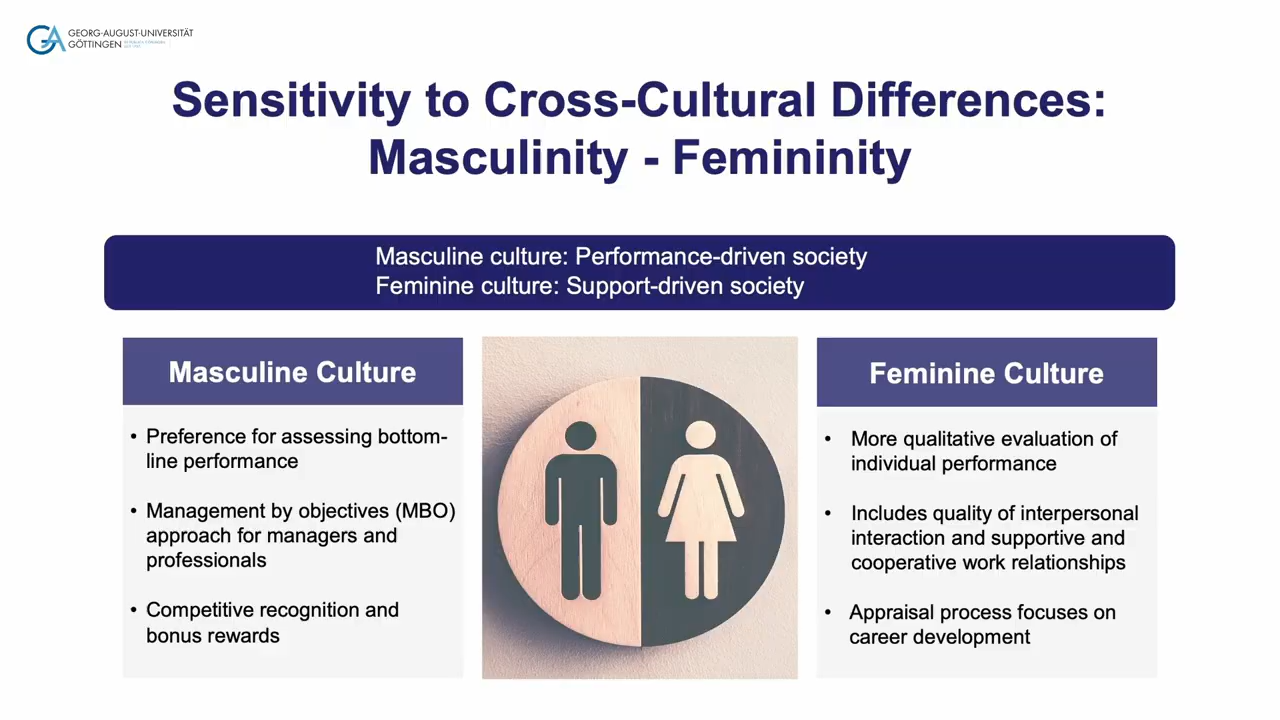 GEORG-AUGUST-UNIVERSITÄT
GÖTTINGEN
Sensitivity to Cross-Cultural Differences:
Masculinity - Femininity
Masculine culture: Performance-driven society
Feminine culture: Support-driven society
Masculine Culture
• Preference for assessing bottom-
line performance
• Management by objectives (MBO)
approach for managers and
professionals
• Competitive recognition and
bonus rewards
Feminine Culture
• More qualitative evaluation of
individual performance
• Includes quality of interpersonal
interaction and supportive and
cooperative work relationships
• Appraisal process focuses on
career development